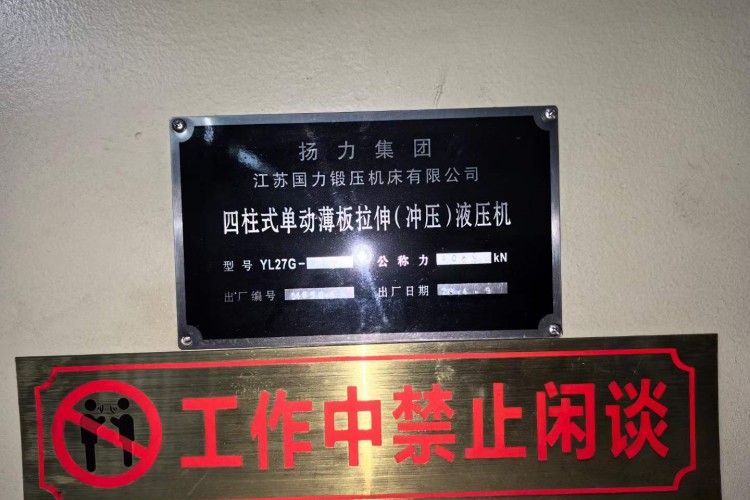 扬力集团
江苏国力锻压机床有限公司
四柱式单动薄板拉伸(冲压)液压机
型号 YL27G- 公称力 kN
出厂编号 出厂日期
工作中禁止闲谈